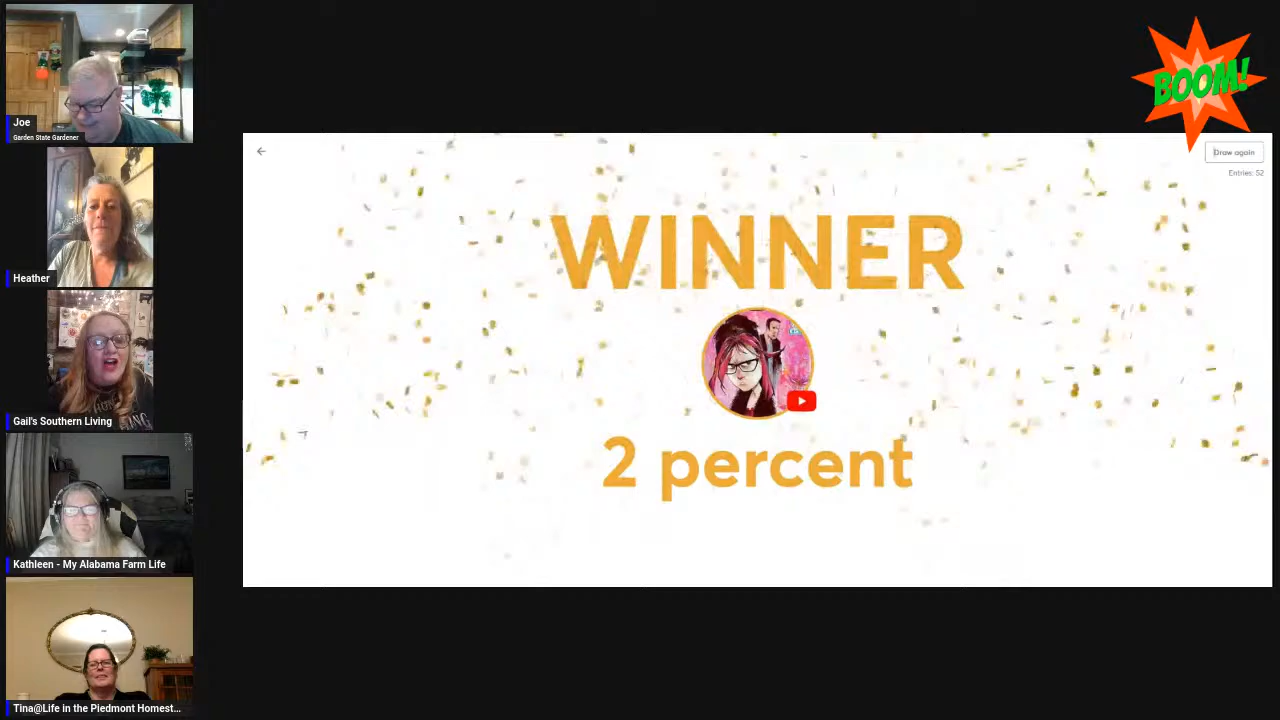 BOOM!
Joe
Garden State Gardener
Heather
Gail's Southern Living
Kathleen - My Alabama Farm Life
Tina@Life in the Piedmont Homest...
Draw again
Entries: 52
WINNER
2 percent